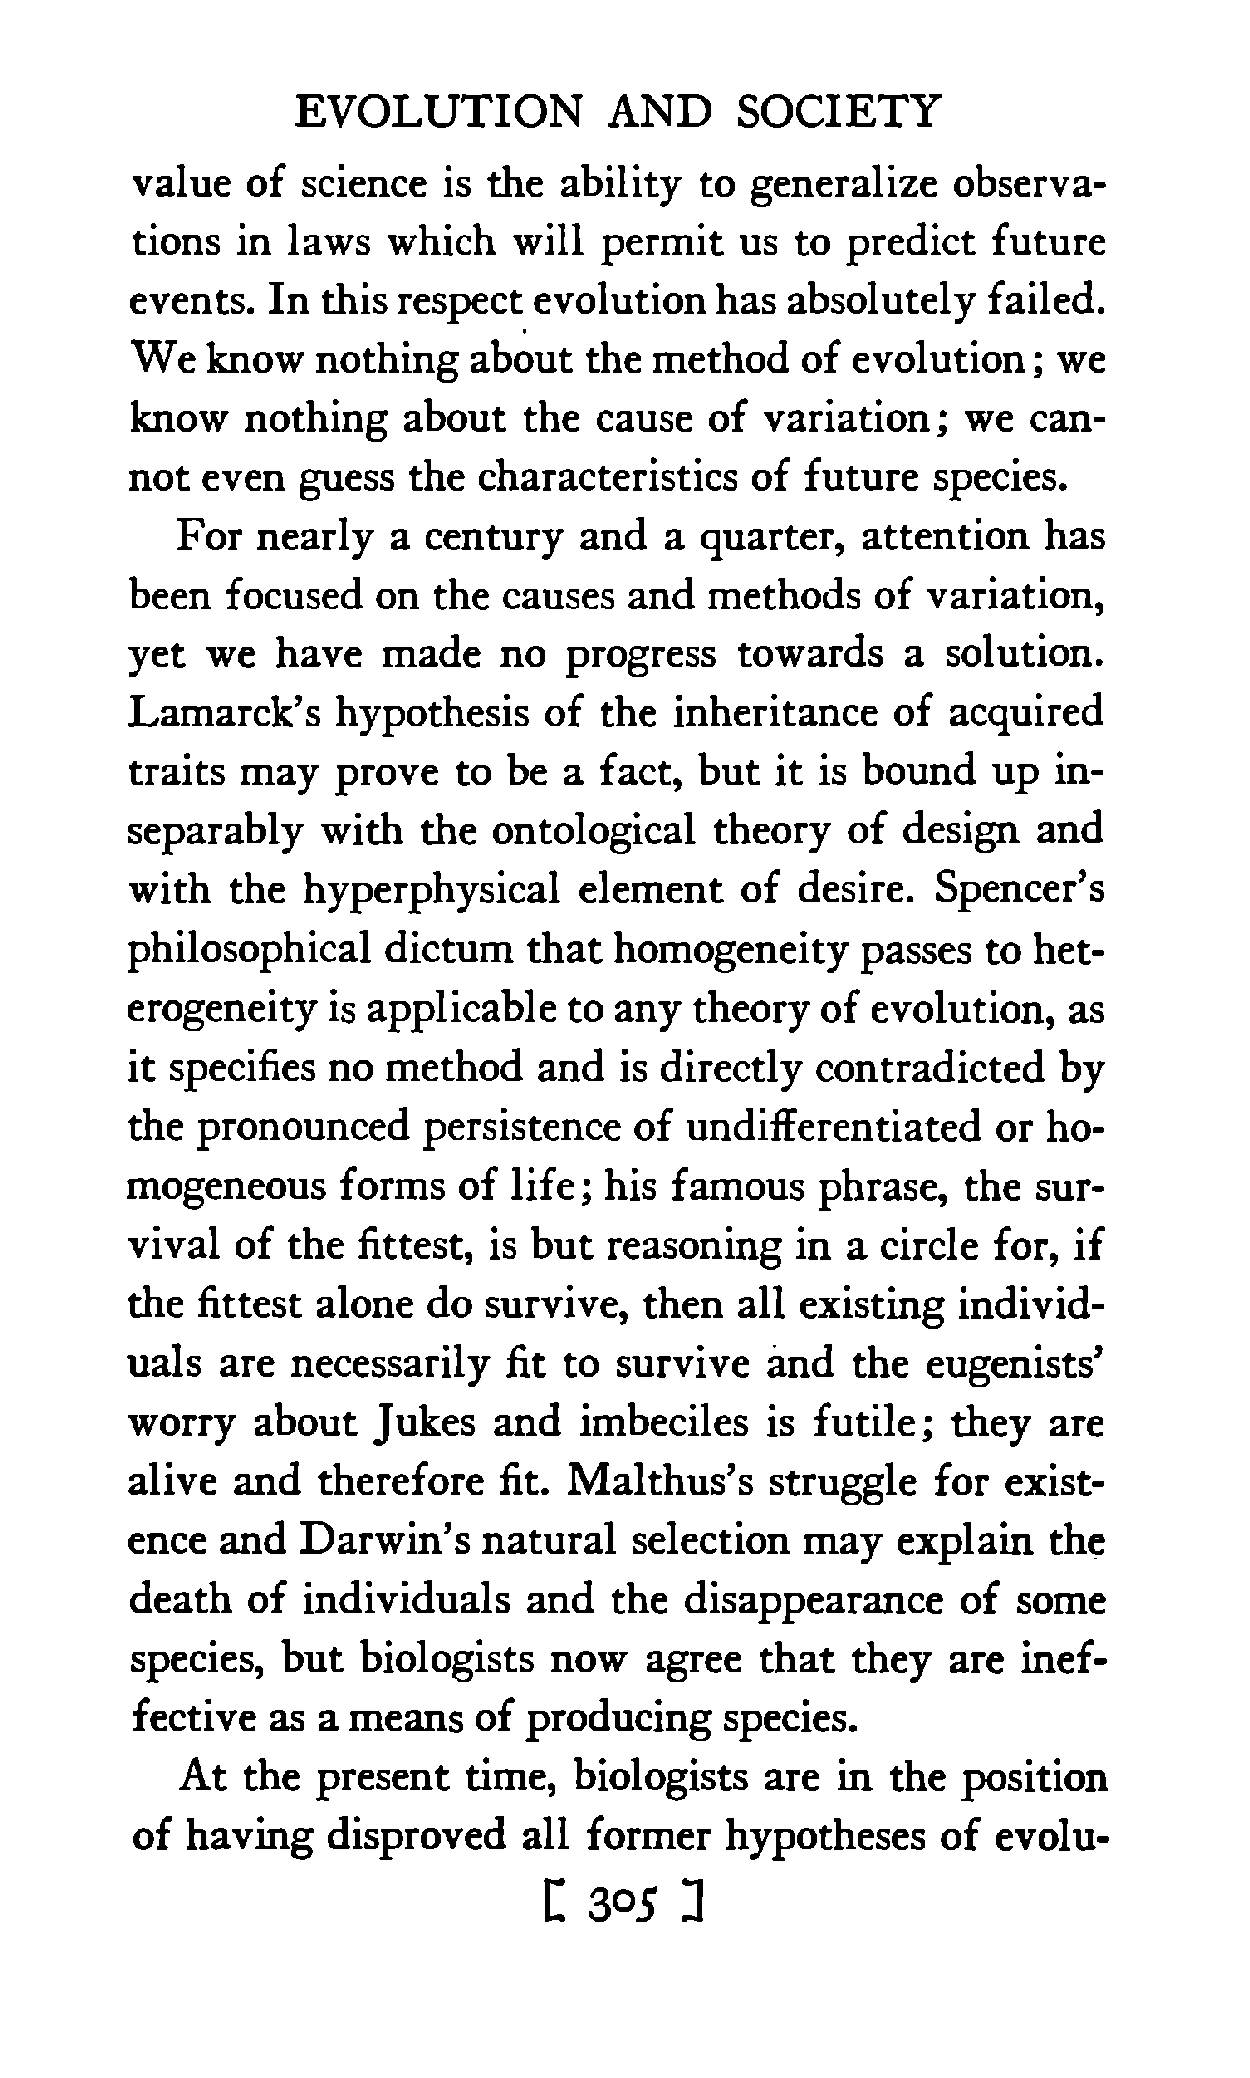 EVOLUTION AND SOCIETY
value of science is the ability to generalize observa-
tions in laws which will permit us to predict future
events. In this respect evolution has absolutely failed.
We know nothing about the method of evolution; we
know nothing about the cause of variation; we can-
not even guess the characteristics of future species.
For nearly a century and a quarter, attention has
been focused on the causes and methods of variation,
yet we have made no progress towards a solution.
Lamarck's hypothesis of the inheritance of acquired
traits may prove to be a fact, but it is bound up in-
separably with the ontological theory of design and
with the hyperphysical element of desire. Spencer's
philosophical dictum that homogeneity passes to het-
erogeneity is applicable to any theory of evolution, as
it specifies no method and is directly contradicted by
the pronounced persistence of undifferentiated or ho-
mogeneous forms of life; his famous phrase, the sur-
vival of the fittest, is but reasoning in a circle for, if
the fittest alone do survive, then all existing individ-
uals are necessarily fit to survive and the eugenists'
worry about Jukes and imbeciles is futile; they are
alive and therefore fit. Malthus's struggle for exist-
ence and Darwin's natural selection may explain the
death of individuals and the disappearance of some
species, but biologists now agree that they are inef-
fective as a means of producing species.
At the present time, biologists are in the position
of having disproved all former hypotheses of evolu-
[ 305 ]